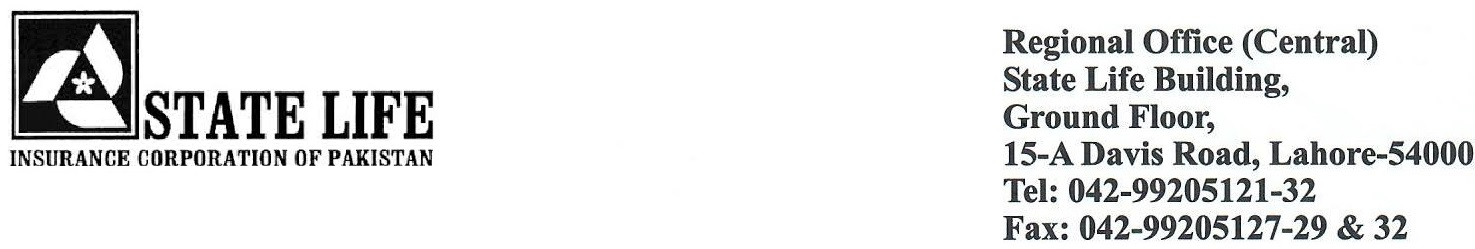 STATE LIFE
INSURANCE CORPORATION OF PAKISTAN
Regional Office (Central)
State Life Building,
Ground Floor,
15-A Davis Road, Lahore-54000
Tel: 042-99205121-32
Fax: 042-99205127-29 & 32